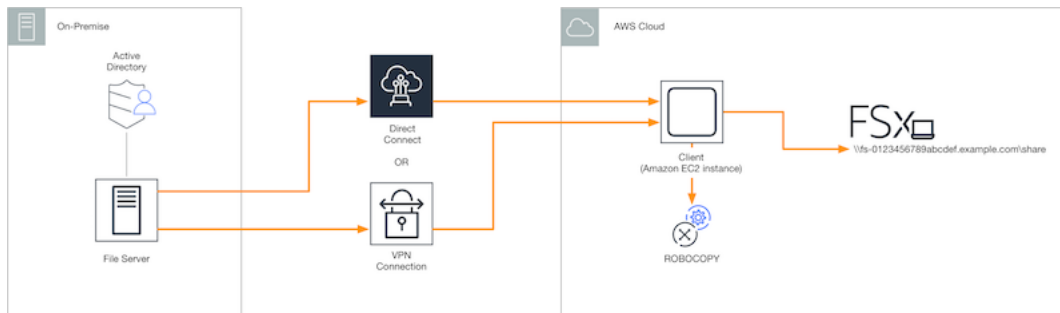 On-Premise
Active
Directory
File Server
Direct
Connect
OR
VPN
Connection
AWS Cloud
Client
(Amazon EC2 instance)
ROBOCOPY
FSx
\\fs-0123456789abcdef.example.com\share